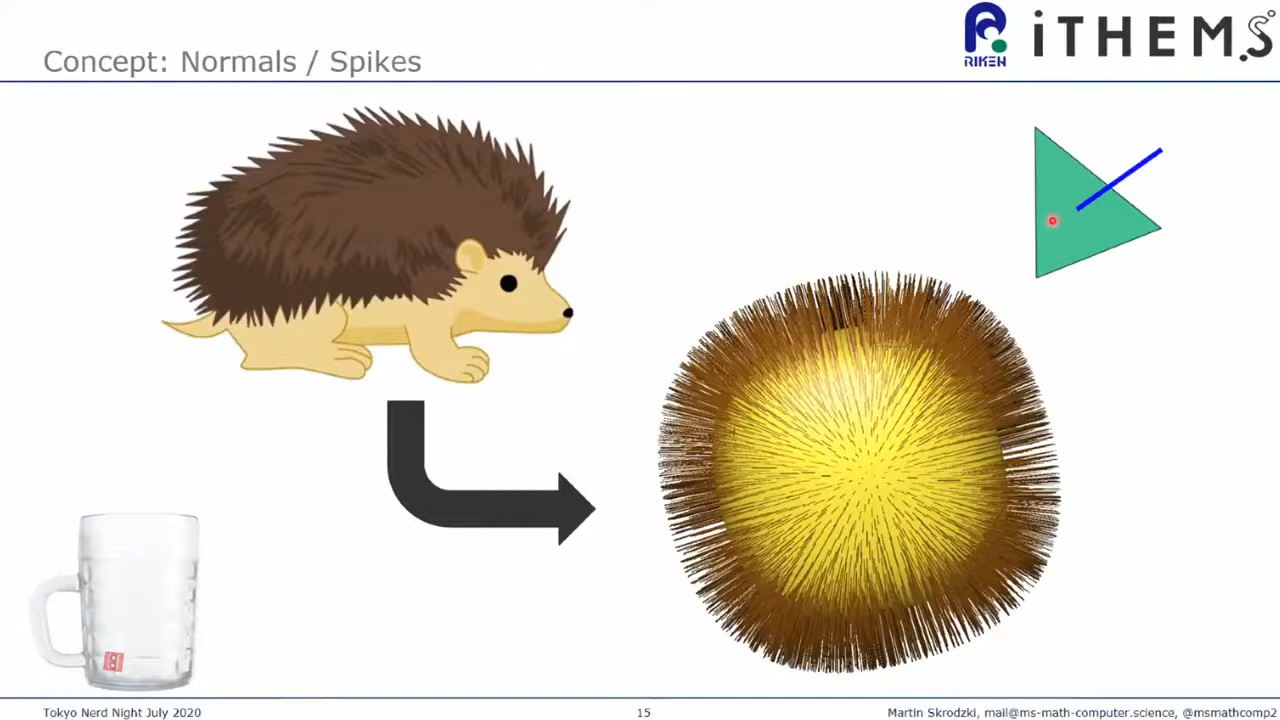 Concept: Normals / Spikes
RIKEN
iTHEMS
Tokyo Nerd Night July 2020
15
Martin Skrodzki, mail@ms-math-computer.science, @msmathcomp2